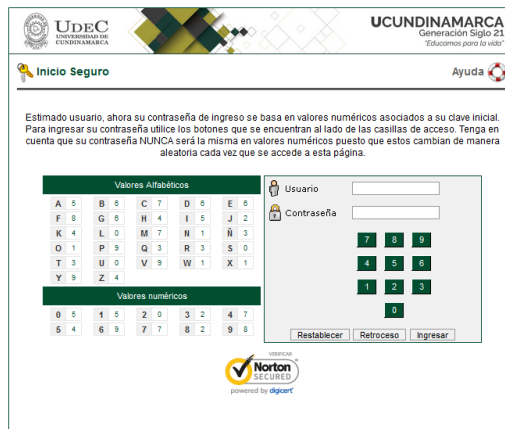 UDEC
UNIVERSIDAD DE
CUNDINAMARCA
UCUNDINAMARCA
Generación Siglo 21
"Educamos para la vida"
Inicio Seguro
Ayuda
Estimado usuario, ahora su contraseña de ingreso se basa en valores numéricos asociados a su clave inicial.
Para ingresar su contraseña utilice los botones que se encuentran al lado de las casillas de acceso. Tenga en
cuenta que su contraseña NUNCA será la misma en valores numéricos puesto que estos cambian de manera
aleatoria cada vez que se accede a esta página.
Valores Alfabéticos
A 5 B 6 C 7 D 6 E 6
F 8 G 6 H 4 I 5 J 2
K 4 L 0 M 7 N 1 Ñ 3
O 1 P 9 Q 3 R 3 S 0
T 3 U 0 V 9 W 1 X 1
Y 9 Z 4
Valores numéricos
0 5 1 5 2 0 3 2 4 7
5 4 6 9 7 7 8 2 9 8
Usuario
Contraseña
7 8 9
4 5 6
1 2 3
0
Restablecer Retroceso Ingresar
VERIFICAR
Norton
SECURED
powered by digicert